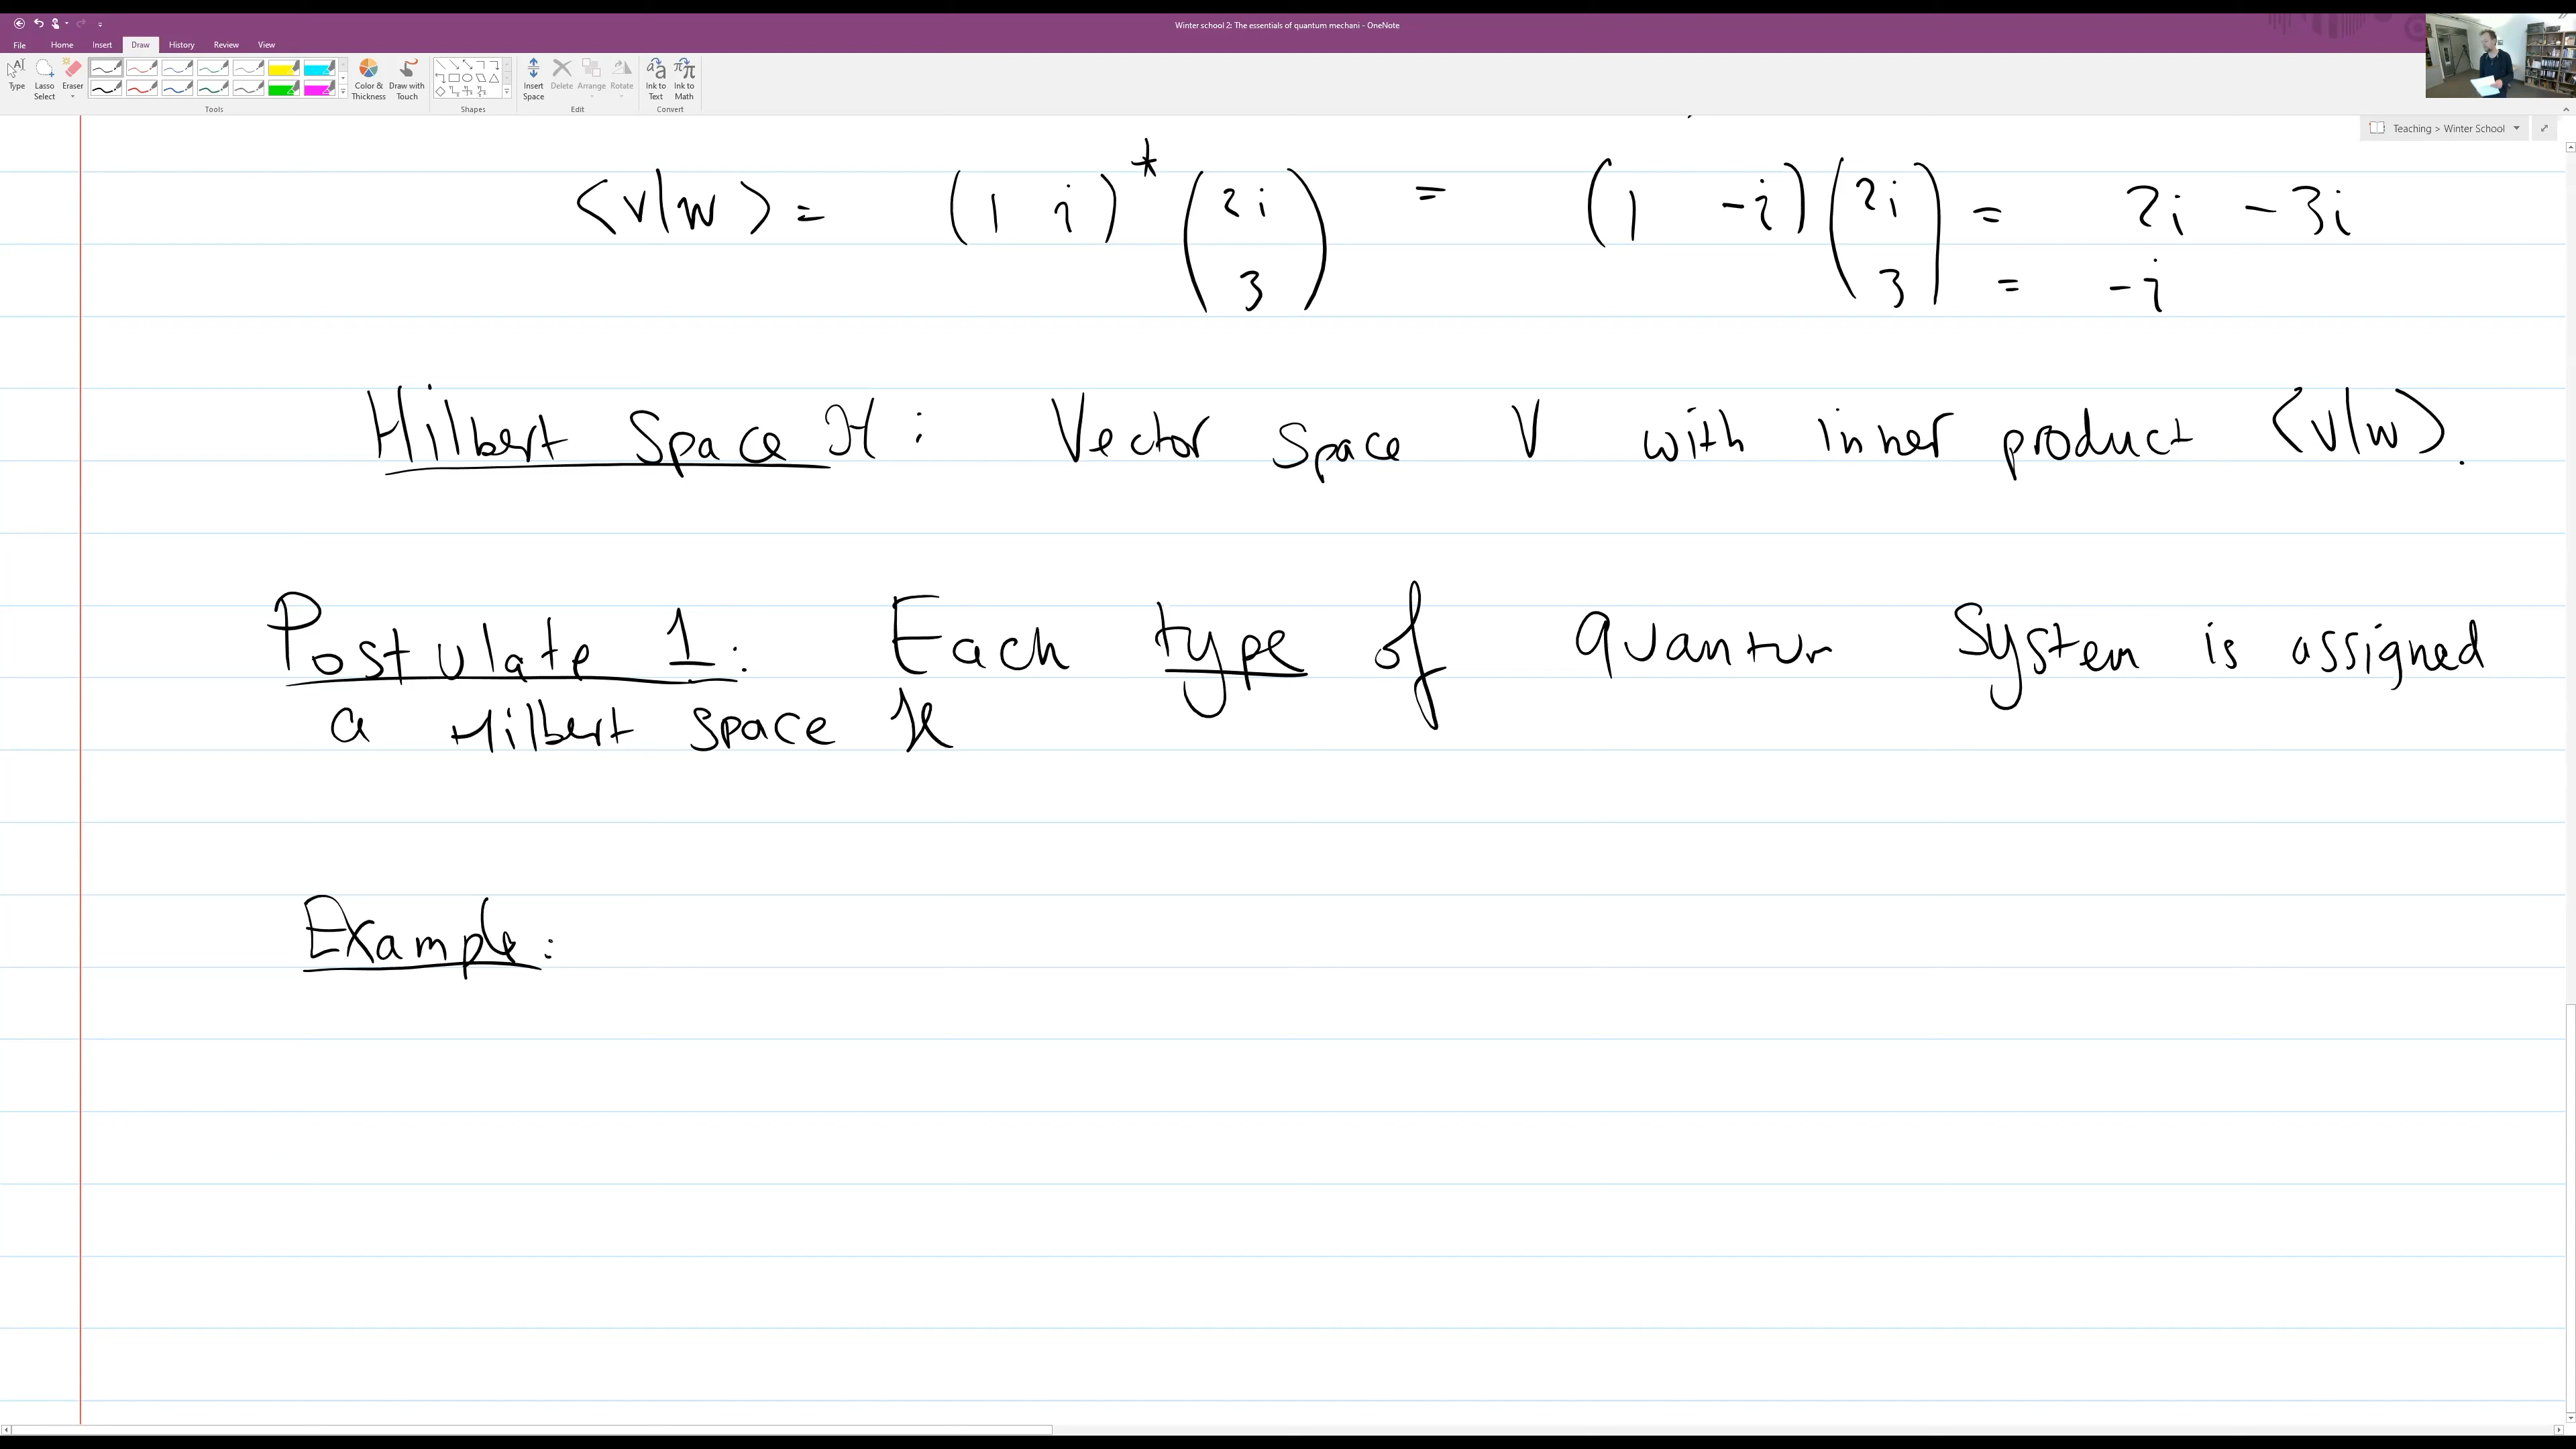 Winter school 2: The essentials of quantum mechani - OneNote
File Home Insert Draw History Review View
Type Lasso Select Eraser Color & Thickness Draw with Touch Insert Space Delete Arrange Rotate Ink to Text Ink to Math
Tools Shapes Edit Convert
Teaching > Winter School
⟨v|w⟩ = (1 i)* (2i 3) = (1 -i) (2i 3) = 2i - 3i
= -i
Hilbert Space ℋ : Vector Space V with inner product ⟨v|w⟩.
Postulate 1: Each type of Quantum System is assigned
a Hilbert space ℋ
Example: